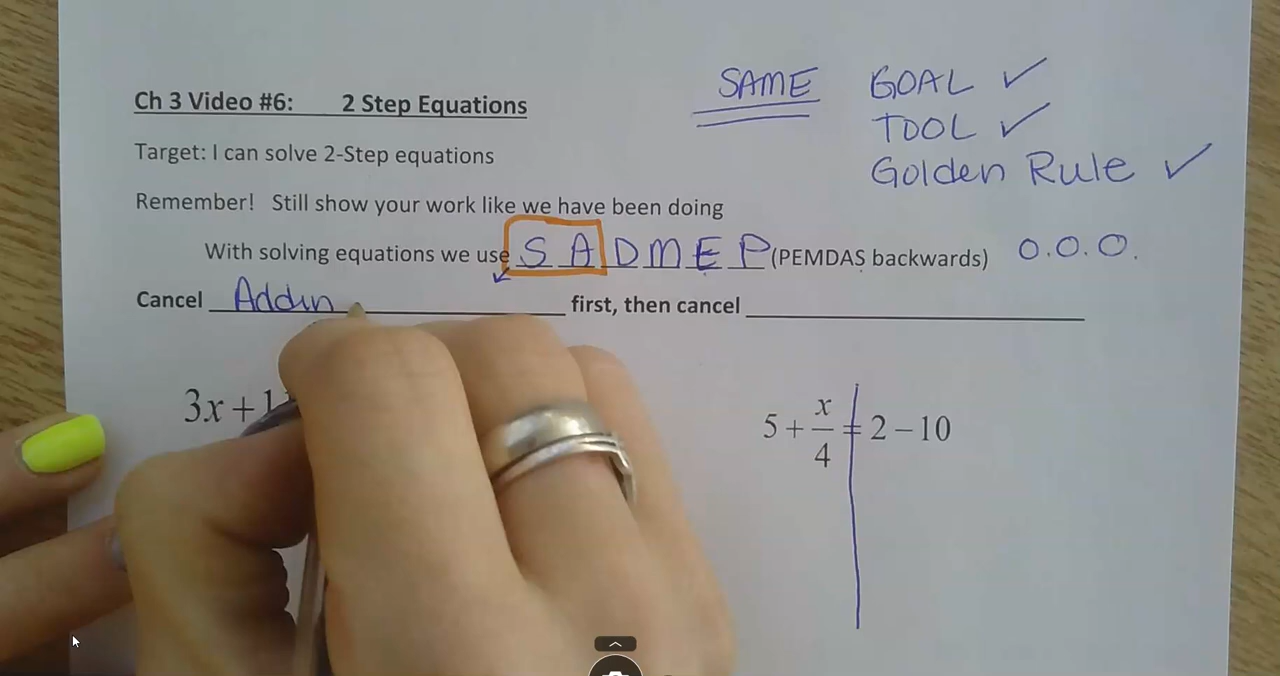 SAME GOAL ✓
TOOL ✓
Golden Rule ✓
Ch 3 Video #6: 2 Step Equations
Target: I can solve 2-Step equations
Remember! Still show your work like we have been doing
With solving equations we use S A D M E P (PEMDAS backwards) O.O.O.
Cancel Addin first, then cancel
3x + 1
5 + x/4 = 2 − 10